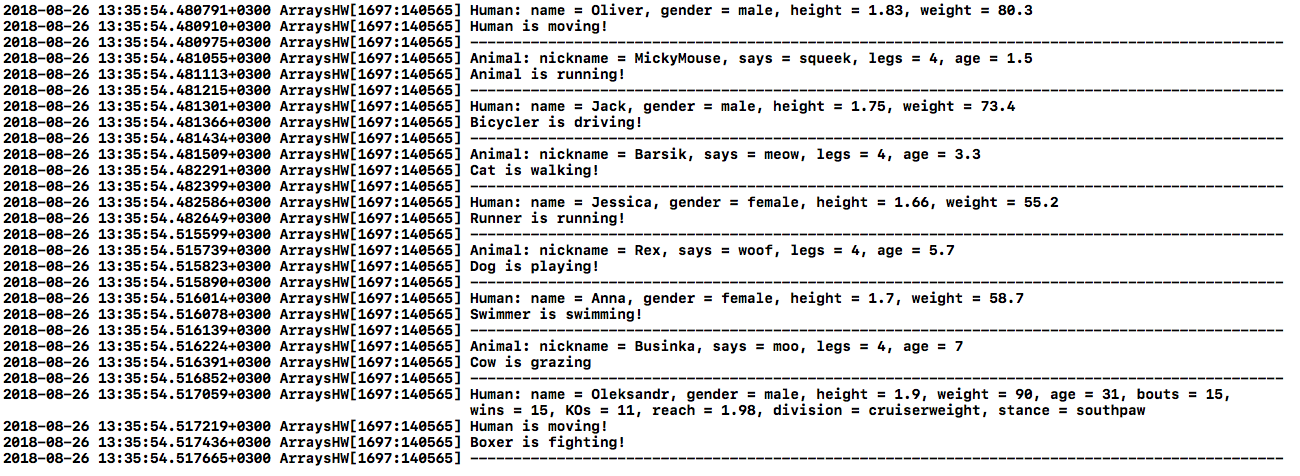 2018-08-26 13:35:54.480791+0300 ArraysHW[1697:140565] Human: name = Oliver, gender = male, height = 1.83, weight = 80.3
2018-08-26 13:35:54.480910+0300 ArraysHW[1697:140565] Human is moving!
2018-08-26 13:35:54.480975+0300 ArraysHW[1697:140565] ----------------------------------------------------------------------------------------------
2018-08-26 13:35:54.481055+0300 ArraysHW[1697:140565] Animal: nickname = MickyMouse, says = squeek, legs = 4, age = 1.5
2018-08-26 13:35:54.481113+0300 ArraysHW[1697:140565] Animal is running!
2018-08-26 13:35:54.481215+0300 ArraysHW[1697:140565] ----------------------------------------------------------------------------------------------
2018-08-26 13:35:54.481301+0300 ArraysHW[1697:140565] Human: name = Jack, gender = male, height = 1.75, weight = 73.4
2018-08-26 13:35:54.481366+0300 ArraysHW[1697:140565] Bicycler is driving!
2018-08-26 13:35:54.481434+0300 ArraysHW[1697:140565] ----------------------------------------------------------------------------------------------
2018-08-26 13:35:54.481509+0300 ArraysHW[1697:140565] Animal: nickname = Barsik, says = meow, legs = 4, age = 3.3
2018-08-26 13:35:54.482291+0300 ArraysHW[1697:140565] Cat is walking!
2018-08-26 13:35:54.482399+0300 ArraysHW[1697:140565] ----------------------------------------------------------------------------------------------
2018-08-26 13:35:54.482586+0300 ArraysHW[1697:140565] Human: name = Jessica, gender = female, height = 1.66, weight = 55.2
2018-08-26 13:35:54.482649+0300 ArraysHW[1697:140565] Runner is running!
2018-08-26 13:35:54.515599+0300 ArraysHW[1697:140565] ----------------------------------------------------------------------------------------------
2018-08-26 13:35:54.515739+0300 ArraysHW[1697:140565] Animal: nickname = Rex, says = woof, legs = 4, age = 5.7
2018-08-26 13:35:54.515823+0300 ArraysHW[1697:140565] Dog is playing!
2018-08-26 13:35:54.515890+0300 ArraysHW[1697:140565] ----------------------------------------------------------------------------------------------
2018-08-26 13:35:54.516014+0300 ArraysHW[1697:140565] Human: name = Anna, gender = female, height = 1.7, weight = 58.7
2018-08-26 13:35:54.516078+0300 ArraysHW[1697:140565] Swimmer is swimming!
2018-08-26 13:35:54.516139+0300 ArraysHW[1697:140565] ----------------------------------------------------------------------------------------------
2018-08-26 13:35:54.516224+0300 ArraysHW[1697:140565] Animal: nickname = Businka, says = moo, legs = 4, age = 7
2018-08-26 13:35:54.516391+0300 ArraysHW[1697:140565] Cow is grazing
2018-08-26 13:35:54.516852+0300 ArraysHW[1697:140565] ----------------------------------------------------------------------------------------------
2018-08-26 13:35:54.517059+0300 ArraysHW[1697:140565] Human: name = Oleksandr, gender = male, height = 1.9, weight = 90, age = 31, bouts = 15,
wins = 15, KOs = 11, reach = 1.98, division = cruiserweight, stance = southpaw
2018-08-26 13:35:54.517219+0300 ArraysHW[1697:140565] Human is moving!
2018-08-26 13:35:54.517436+0300 ArraysHW[1697:140565] Boxer is fighting!
2018-08-26 13:35:54.517665+0300 ArraysHW[1697:140565] ----------------------------------------------------------------------------------------------